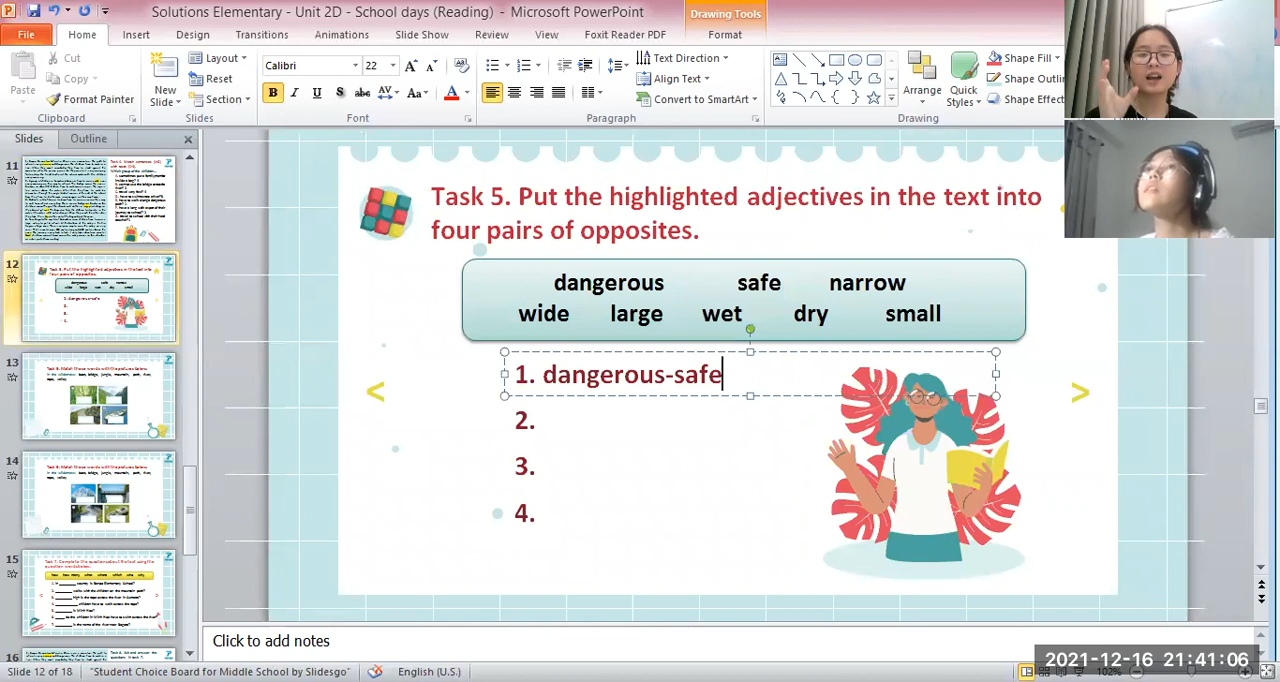 Solutions Elementary - Unit 2D - School days (Reading) - Microsoft PowerPoint
Drawing Tools
File Home Insert Design Transitions Animations Slide Show Review View Foxit Reader PDF Format
Cut
Copy
Format Painter
Paste
Clipboard
New
Slide
Layout
Reset
Section
Slides
Calibri 22
Font
Text Direction
Align Text
Convert to SmartArt
Paragraph
Arrange
Quick
Styles
Shape Fill
Shape Outli
Shape Effect
Drawing
Slides Outline
11
12
13
14
15
16
Task 5. Put the highlighted adjectives in the text into
four pairs of opposites.
dangerous safe narrow
wide large wet dry small
1. dangerous-safe
2.
3.
4.
Click to add notes
Slide 12 of 18 "Student Choice Board for Middle School by Slidesgo" English (U.S.)
102%
2021-12-16 21:41:06